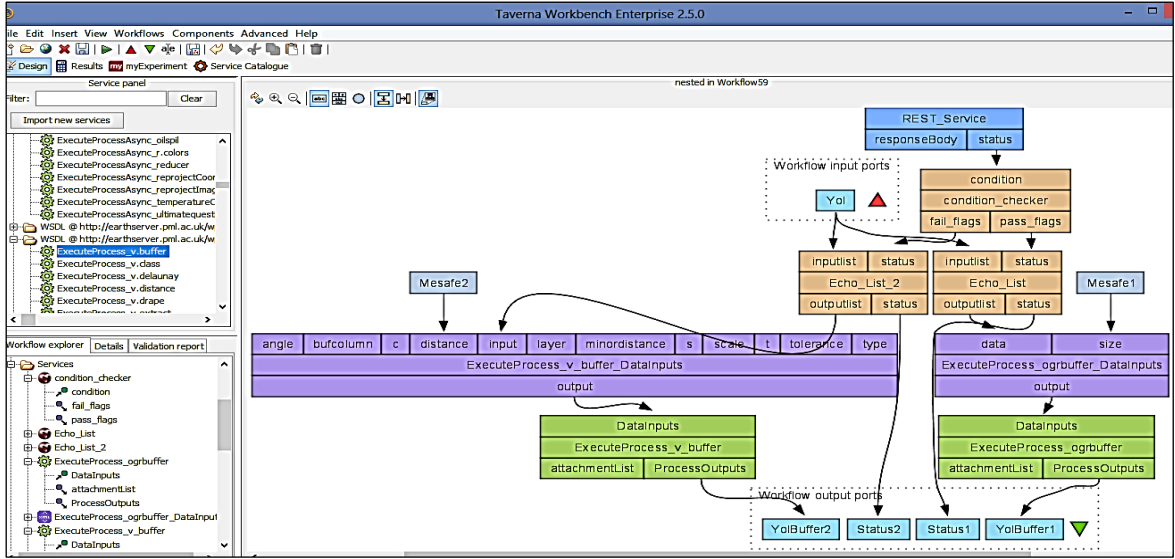 Taverna Workbench Enterprise 2.5.0
ile Edit Insert View Workflows Components Advanced Help
Design Results my myExperiment Service Catalogue
Service panel
Filter: Clear
Import new services
ExecuteProcessAsync_oilspil
ExecuteProcessAsync_r.colors
ExecuteProcessAsync_reducer
ExecuteProcessAsync_reprojectCoor
ExecuteProcessAsync_reprojectImag
ExecuteProcessAsync_temperatureC
ExecuteProcessAsync_ultimatequest
WSDL @ http://earthserver.pml.ac.uk/w
WSDL @ http://earthserver.pml.ac.uk/w
ExecuteProcess_v.buffer
ExecuteProcess_v.class
ExecuteProcess_v.delaunay
ExecuteProcess_v.distance
ExecuteProcess_v.drape
ExecuteProcess_v.extract
Workflow explorer Details Validation report
Services
condition_checker
condition
fail_flags
pass_flags
Echo_List
Echo_List_2
ExecuteProcess_ogrbuffer
DataInputs
attachmentList
ProcessOutputs
ExecuteProcess_ogrbuffer_DataInput
ExecuteProcess_v_buffer
DataInputs
nested in Workflow59
abc
REST_Service
responseBody status
Workflow input ports
Yol
condition
condition_checker
fail_flags pass_flags
inputlist status
Echo_List_2
outputlist status
inputlist status
Echo_List
outputlist status
Mesafe2
Mesafe1
angle bufcolumn c distance input layer minordistance s scale t tolerance type
ExecuteProcess_v_buffer_DataInputs
output
data size
ExecuteProcess_ogrbuffer_DataInputs
output
DataInputs
ExecuteProcess_v_buffer
attachmentList ProcessOutputs
DataInputs
ExecuteProcess_ogrbuffer
attachmentList ProcessOutputs
Workflow output ports
YolBuffer2 Status2 Status1 YolBuffer1